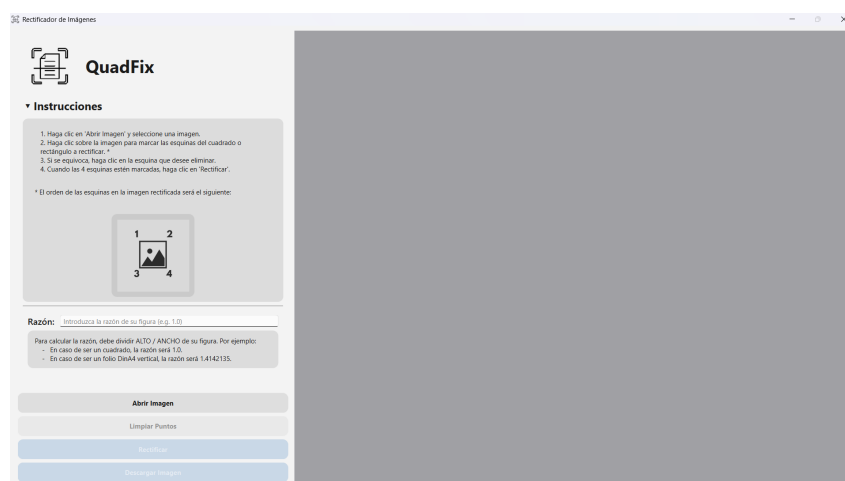 Rectificador de Imágenes
QuadFix
▼ Instrucciones
1. Haga clic en 'Abrir Imagen' y seleccione una imagen.
2. Haga clic sobre la imagen para marcar las esquinas del cuadrado o
rectángulo a rectificar. *
3. Si se equivoca, haga clic en la esquina que desee eliminar.
4. Cuando las 4 esquinas estén marcadas, haga clic en 'Rectificar'.
* El orden de las esquinas en la imagen rectificada será el siguiente:
1 2
3 4
Razón: Introduzca la razón de su figura (e.g. 1.0)
Para calcular la razón, debe dividir ALTO / ANCHO de su figura. Por ejemplo:
- En caso de ser un cuadrado, la razón será 1.0.
- En caso de ser un folio DinA4 vertical, la razón será 1.4142135.
Abrir Imagen
Limpiar Puntos
Rectificar
Descargar Imagen